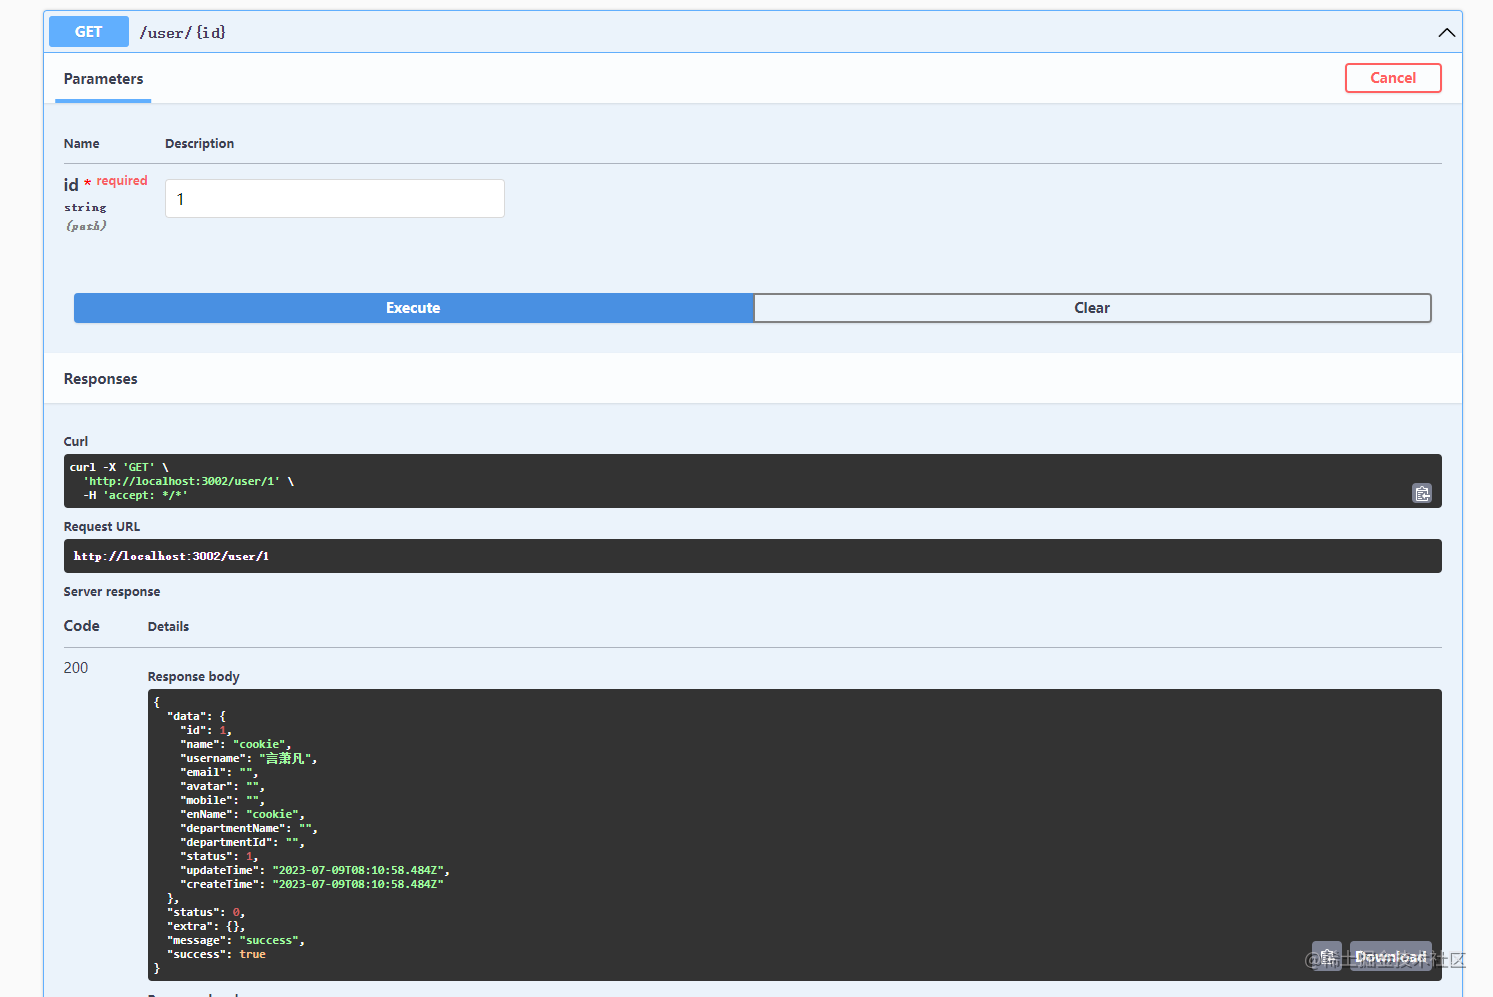 GET /user/{id}
Parameters
Cancel
Name Description
id * required
string
(path)
1
Execute Clear
Responses
Curl
curl -X 'GET' \
  'http://localhost:3002/user/1' \
  -H 'accept: */*'
Request URL
http://localhost:3002/user/1
Server response
Code Details
200
Response body
{
  "data": {
    "id": 1,
    "name": "cookie",
    "username": "言萧凡",
    "email": "",
    "avatar": "",
    "mobile": "",
    "enName": "cookie",
    "departmentName": "",
    "departmentId": "",
    "status": 1,
    "updateTime": "2023-07-09T08:10:58.484Z",
    "createTime": "2023-07-09T08:10:58.484Z"
  },
  "status": 0,
  "extra": {},
  "message": "success",
  "success": true
}
Download
@稀土掘金技术社区